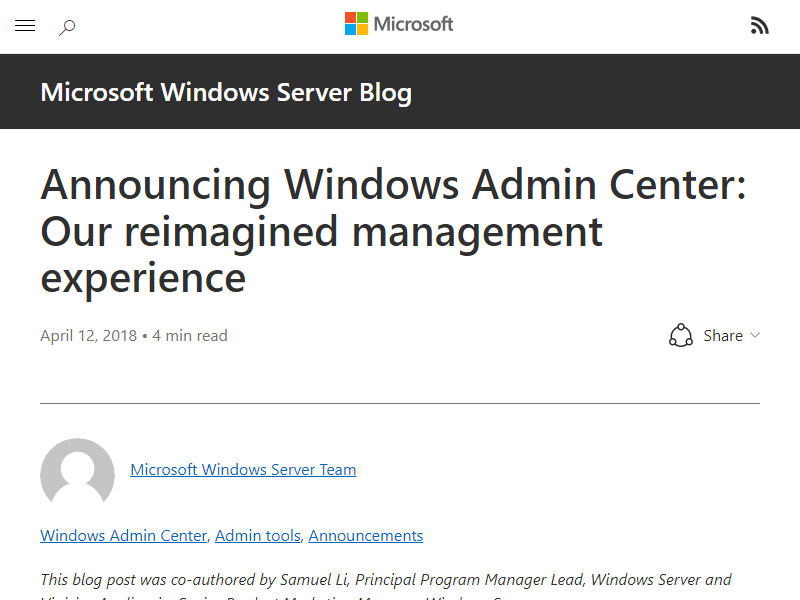 Microsoft
Microsoft Windows Server Blog
Announcing Windows Admin Center:
Our reimagined management
experience
April 12, 2018 • 4 min read
Share
Microsoft Windows Server Team
Windows Admin Center, Admin tools, Announcements
This blog post was co-authored by Samuel Li, Principal Program Manager Lead, Windows Server and